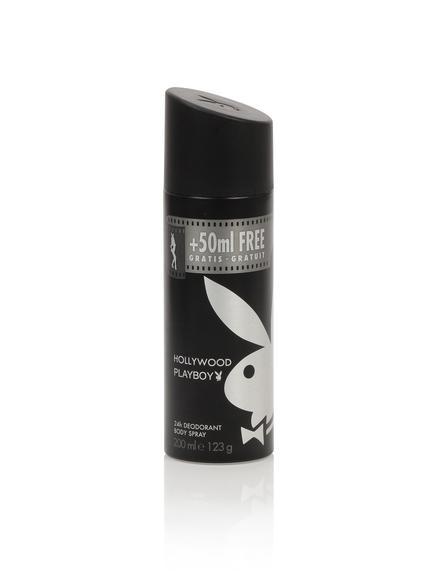 +50ml FREE
GRATIS - GRATUIT
HOLLYWOOD
PLAYBOY
24h DEODORANT
BODY SPRAY
200 ml e 123 g